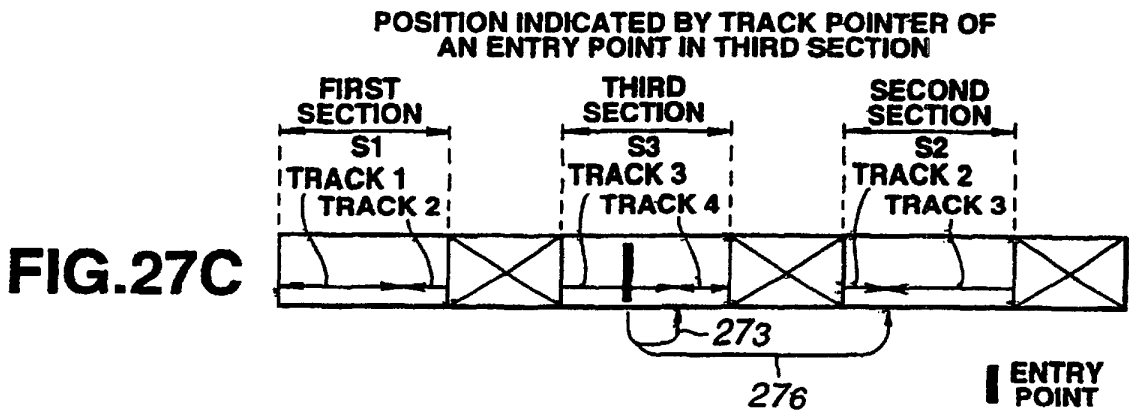 POSITION INDICATED BY TRACK POINTER OF
AN ENTRY POINT IN THIRD SECTION
FIRST
SECTION
S1
TRACK 1
TRACK 2
THIRD
SECTION
S3
TRACK 3
TRACK 4
SECOND
SECTION
S2
TRACK 2
TRACK 3
FIG.27C
273
276
ENTRY
POINT